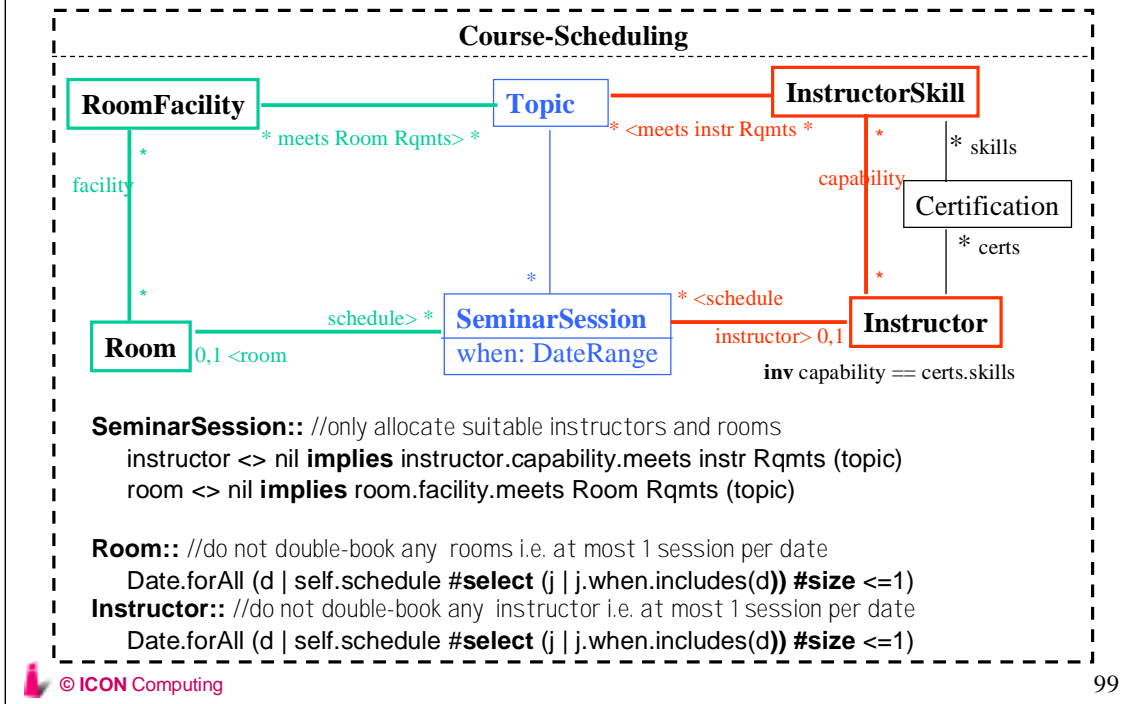 Course-Scheduling
RoomFacility
Topic
InstructorSkill
* meets Room Rqmts> *
* <meets instr Rqmts *
*
*
* skills
facility
capability
Certification
* certs
*
*
*
schedule> *
SeminarSession
* <schedule
Room
0,1 <room
when: DateRange
instructor> 0,1
Instructor
inv capability == certs.skills
SeminarSession:: //only allocate suitable instructors and rooms
instructor <> nil implies instructor.capability.meets instr Rqmts (topic)
room <> nil implies room.facility.meets Room Rqmts (topic)
Room:: //do not double-book any rooms i.e. at most 1 session per date
Date.forAll (d | self.schedule #select (j | j.when.includes(d)) #size <=1)
Instructor:: //do not double-book any instructor i.e. at most 1 session per date
Date.forAll (d | self.schedule #select (j | j.when.includes(d)) #size <=1)
© ICON Computing
99